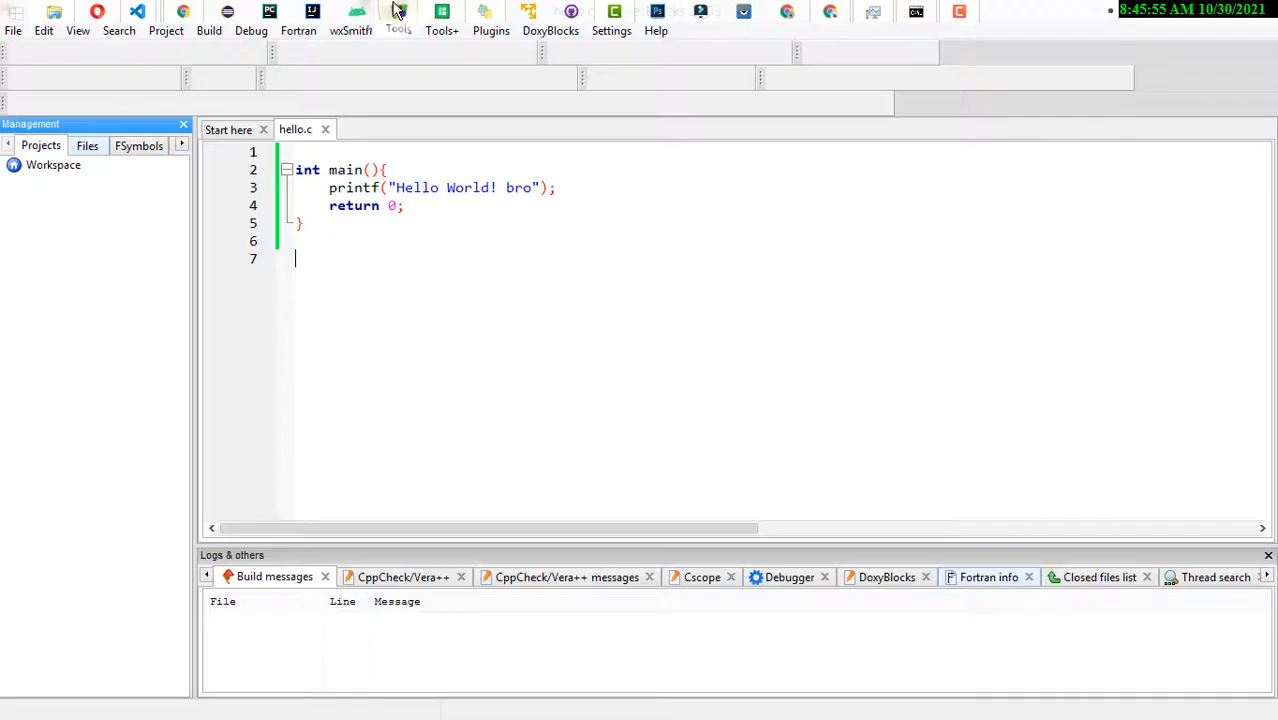 8:45:55 AM 10/30/2021
File Edit View Search Project Build Debug Fortran wxSmith Tools Tools+ Plugins DoxyBlocks Settings Help
Management
Start here hello.c
Projects Files FSymbols
Workspace
1
2 int main(){
3 printf("Hello World! bro");
4 return 0;
5 }
6
7
Logs & others
Build messages CppCheck/Vera++ CppCheck/Vera++ messages Cscope Debugger DoxyBlocks Fortran info Closed files list Thread search
File Line Message